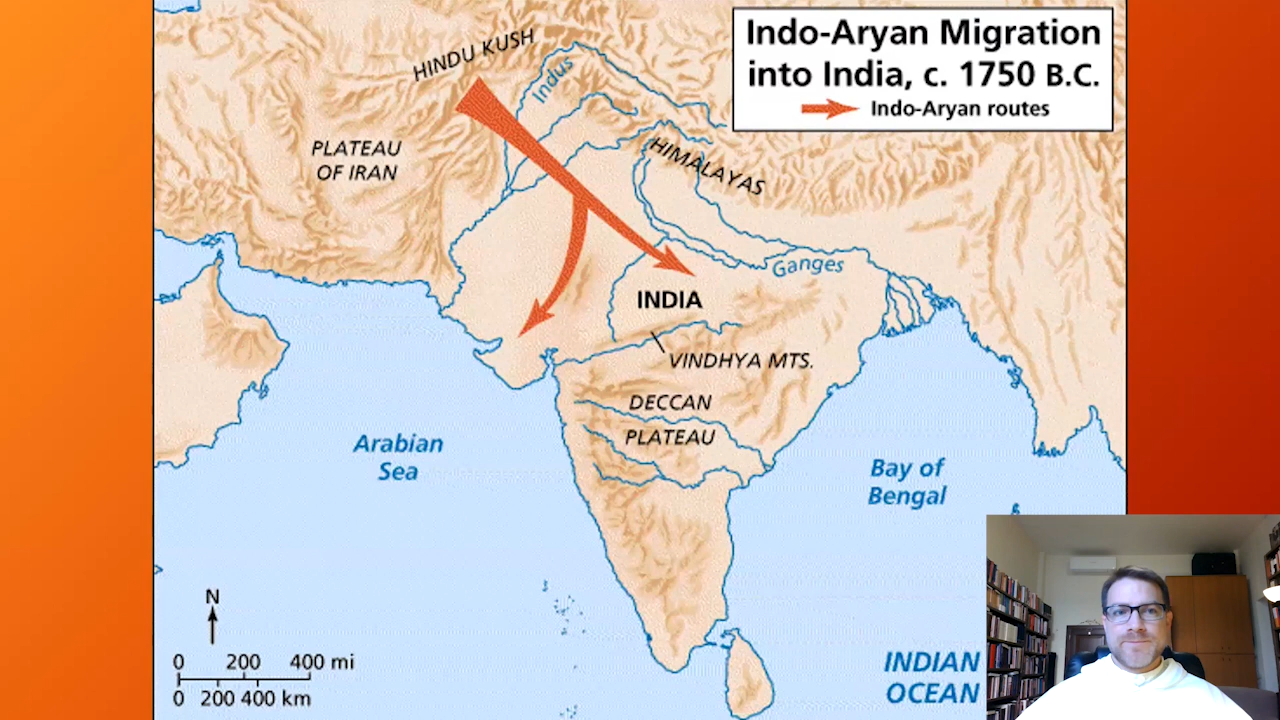 Indo-Aryan Migration
into India, c. 1750 B.C.
Indo-Aryan routes
HINDU KUSH
Indus
PLATEAU
OF IRAN
HIMALAYAS
Ganges
INDIA
VINDHYA MTS.
DECCAN
PLATEAU
Arabian
Sea
Bay of
Bengal
N
0 200 400 mi
0 200 400 km
INDIAN
OCEAN